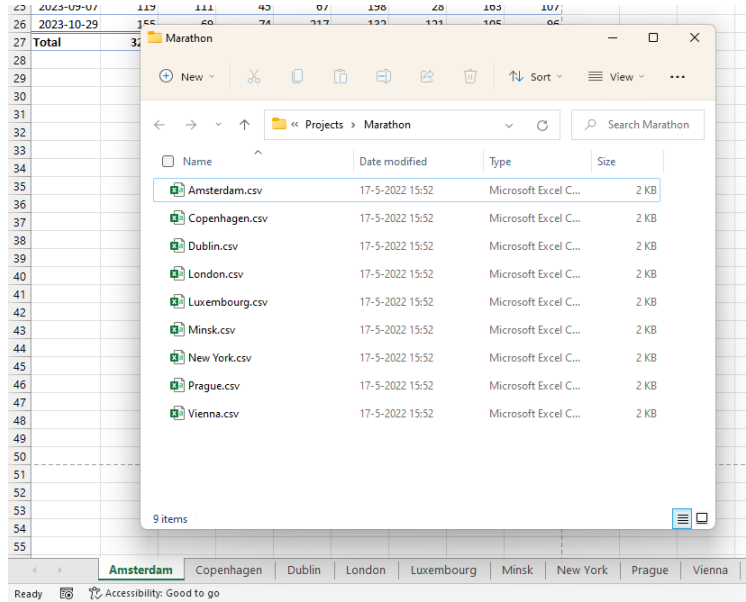 25 2023-09-07 119 111 45 67 198 28 163 107
26 2023-10-29 155 69 74 217 132 121 105 96
27 Total 32
Marathon
28
29
New Sort View ...
30
31
32
« Projects > Marathon Search Marathon
33
34
Name Date modified Type Size
35
Amsterdam.csv 17-5-2022 15:52 Microsoft Excel C... 2 KB
36
37
Copenhagen.csv 17-5-2022 15:52 Microsoft Excel C... 2 KB
38
Dublin.csv 17-5-2022 15:52 Microsoft Excel C... 2 KB
39
40
London.csv 17-5-2022 15:52 Microsoft Excel C... 2 KB
41
Luxembourg.csv 17-5-2022 15:52 Microsoft Excel C... 2 KB
42
43
Minsk.csv 17-5-2022 15:52 Microsoft Excel C... 2 KB
44
New York.csv 17-5-2022 15:52 Microsoft Excel C... 2 KB
45
46
Prague.csv 17-5-2022 15:52 Microsoft Excel C... 2 KB
47
Vienna.csv 17-5-2022 15:52 Microsoft Excel C... 2 KB
48
49
50
51
52
53
9 items
54
55
Amsterdam Copenhagen Dublin London Luxembourg Minsk New York Prague Vienna
Ready Accessibility: Good to go